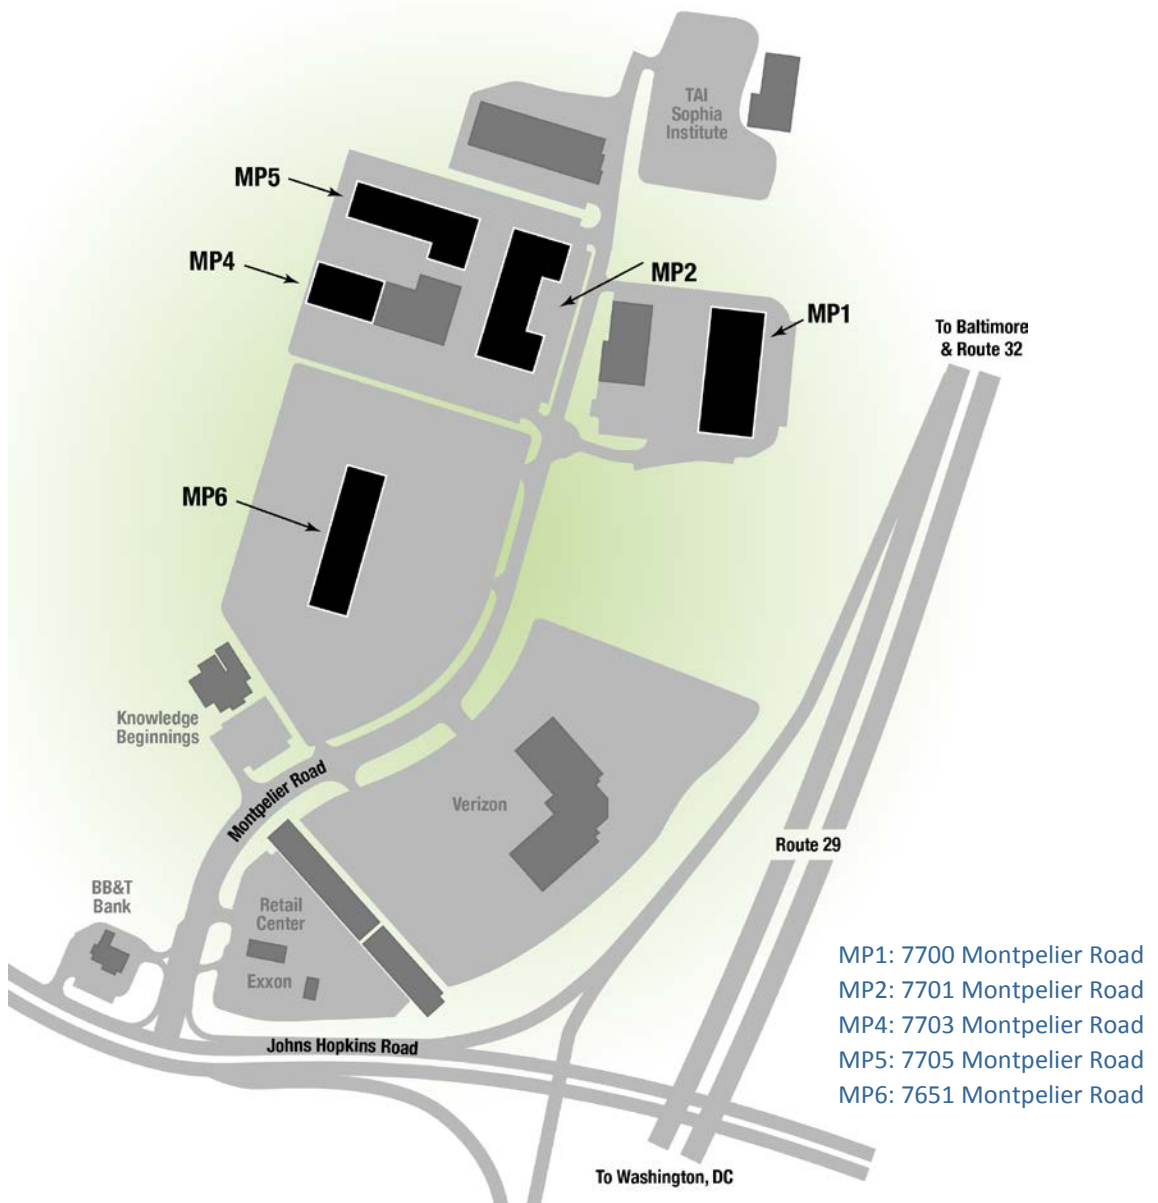 TAI
Sophia
Institute
MP5
MP4
MP2
MP1
To Baltimore
& Route 32
MP6
Knowledge
Beginnings
Montpelier Road
Verizon
Route 29
BB&T
Bank
Retail
Center
Exxon
Johns Hopkins Road
To Washington, DC
MP1: 7700 Montpelier Road
MP2: 7701 Montpelier Road
MP4: 7703 Montpelier Road
MP5: 7705 Montpelier Road
MP6: 7651 Montpelier Road